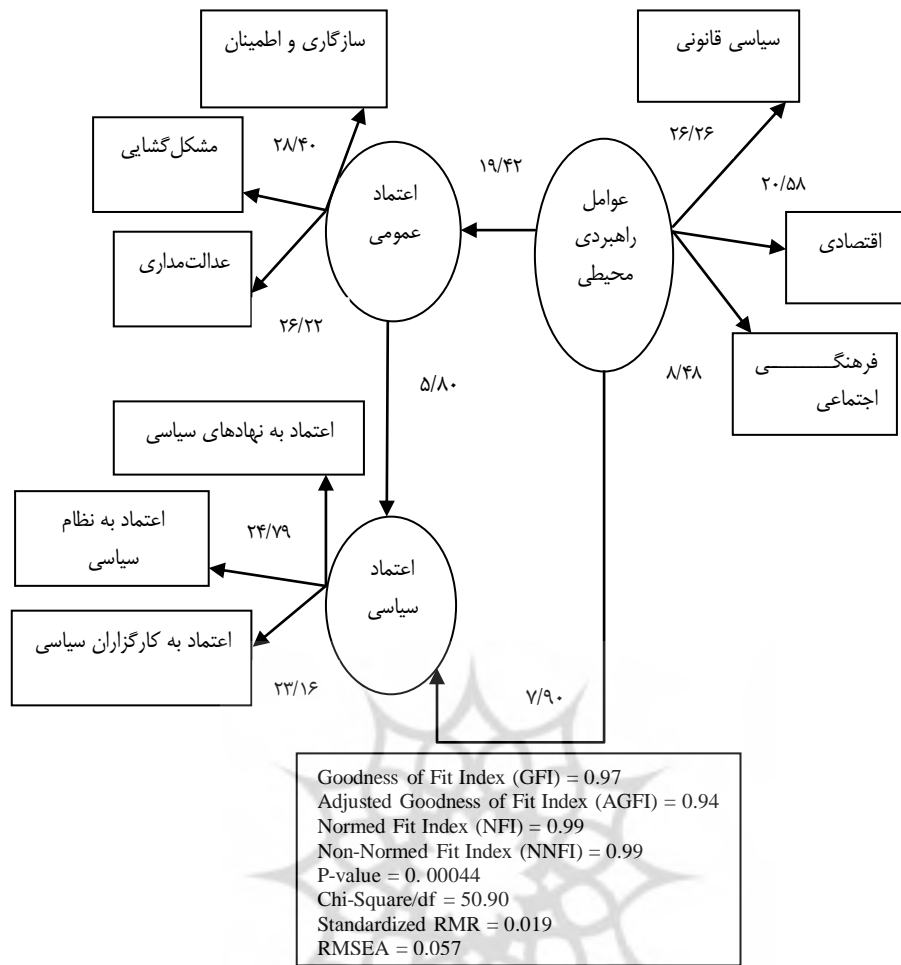 سازگاری و اطمینان
سیاسی قانونی
۲۸/۴۰
۲۶/۲۶
مشکل‌گشایی
۱۹/۴۲
اعتماد
عمومی
عوامل
راهبردی
محیطی
۲۰/۵۸
اقتصادی
عدالت‌مداری
۲۶/۲۲
۵/۸۰
۸/۴۸
فرهنگـــــــی
اجتماعی
اعتماد به نهادهای سیاسی
۲۴/۷۹
اعتماد به نظام
سیاسی
اعتماد
سیاسی
اعتماد به کارگزاران سیاسی
۲۳/۱۶
۷/۹۰
Goodness of Fit Index (GFI) = 0.97
Adjusted Goodness of Fit Index (AGFI) = 0.94
Normed Fit Index (NFI) = 0.99
Non-Normed Fit Index (NNFI) = 0.99
P-value = 0. 00044
Chi-Square/df = 50.90
Standardized RMR = 0.019
RMSEA = 0.057